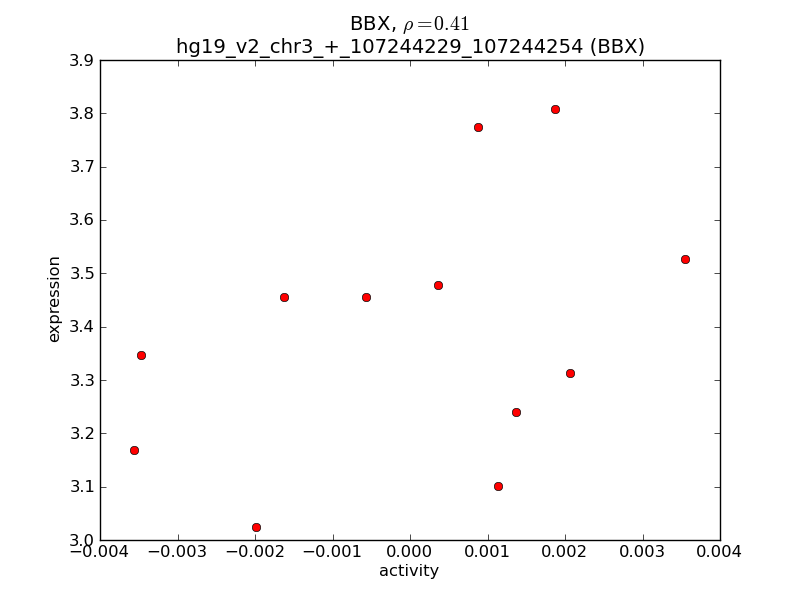 BBX, ρ=0.41
hg19_v2_chr3_+_107244229_107244254 (BBX)
3.9
3.8
3.7
3.6
3.5
3.4
3.3
3.2
3.1
3.0
expression
−0.004 −0.003 −0.002 −0.001 0.000 0.001 0.002 0.003 0.004
activity